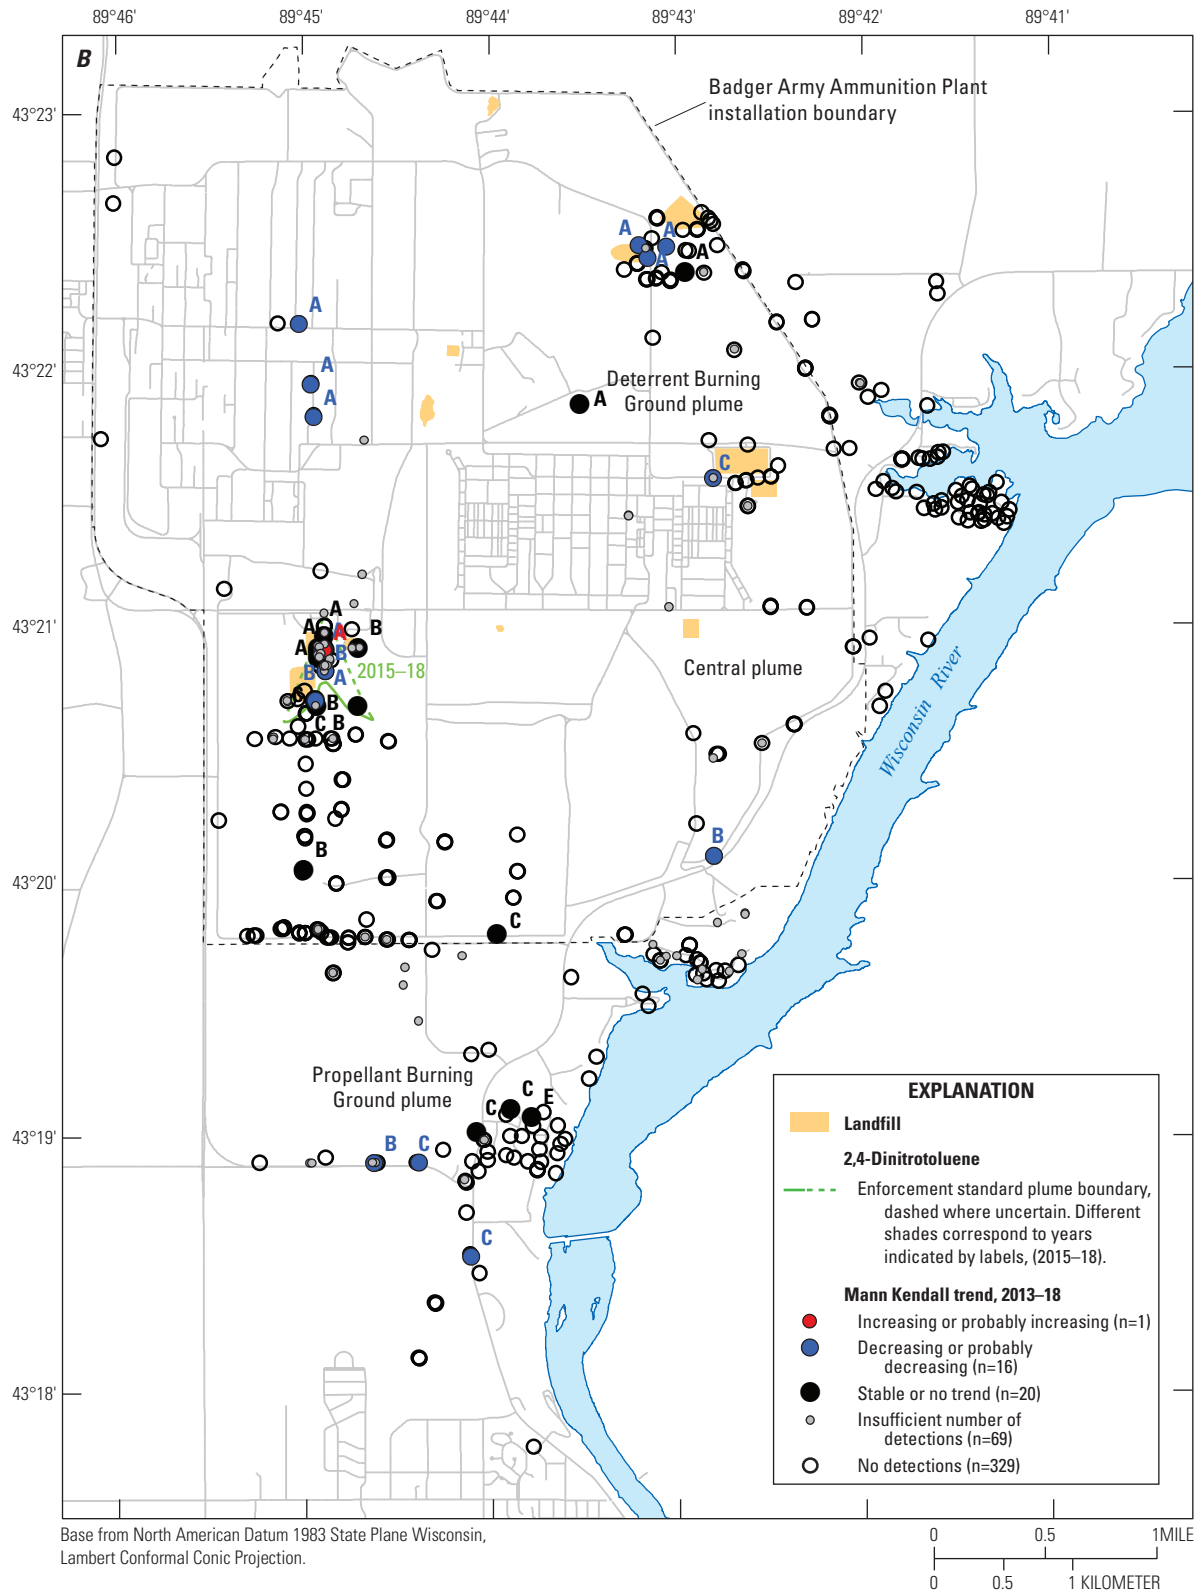 89°46' 89°45' 89°44' 89°43' 89°42' 89°41'
B
43°23'
43°22'
43°21'
43°20'
43°19'
43°18'
Badger Army Ammunition Plant
installation boundary
A A
A A
A
A
A
A
Deterrent Burning
Ground plume
C
A
A A B
A B
B A
2015–18
B
C B
Central plume
Wisconsin River
B
B
C
Propellant Burning
Ground plume
C
C E
B C
C
EXPLANATION
Landfill
2,4-Dinitrotoluene
Enforcement standard plume boundary,
dashed where uncertain. Different
shades correspond to years
indicated by labels, (2015–18).
Mann Kendall trend, 2013–18
Increasing or probably increasing (n=1)
Decreasing or probably
decreasing (n=16)
Stable or no trend (n=20)
Insufficient number of
detections (n=69)
No detections (n=329)
Base from North American Datum 1983 State Plane Wisconsin,
Lambert Conformal Conic Projection.
0 0.5 1 MILE
0 0.5 1 KILOMETER